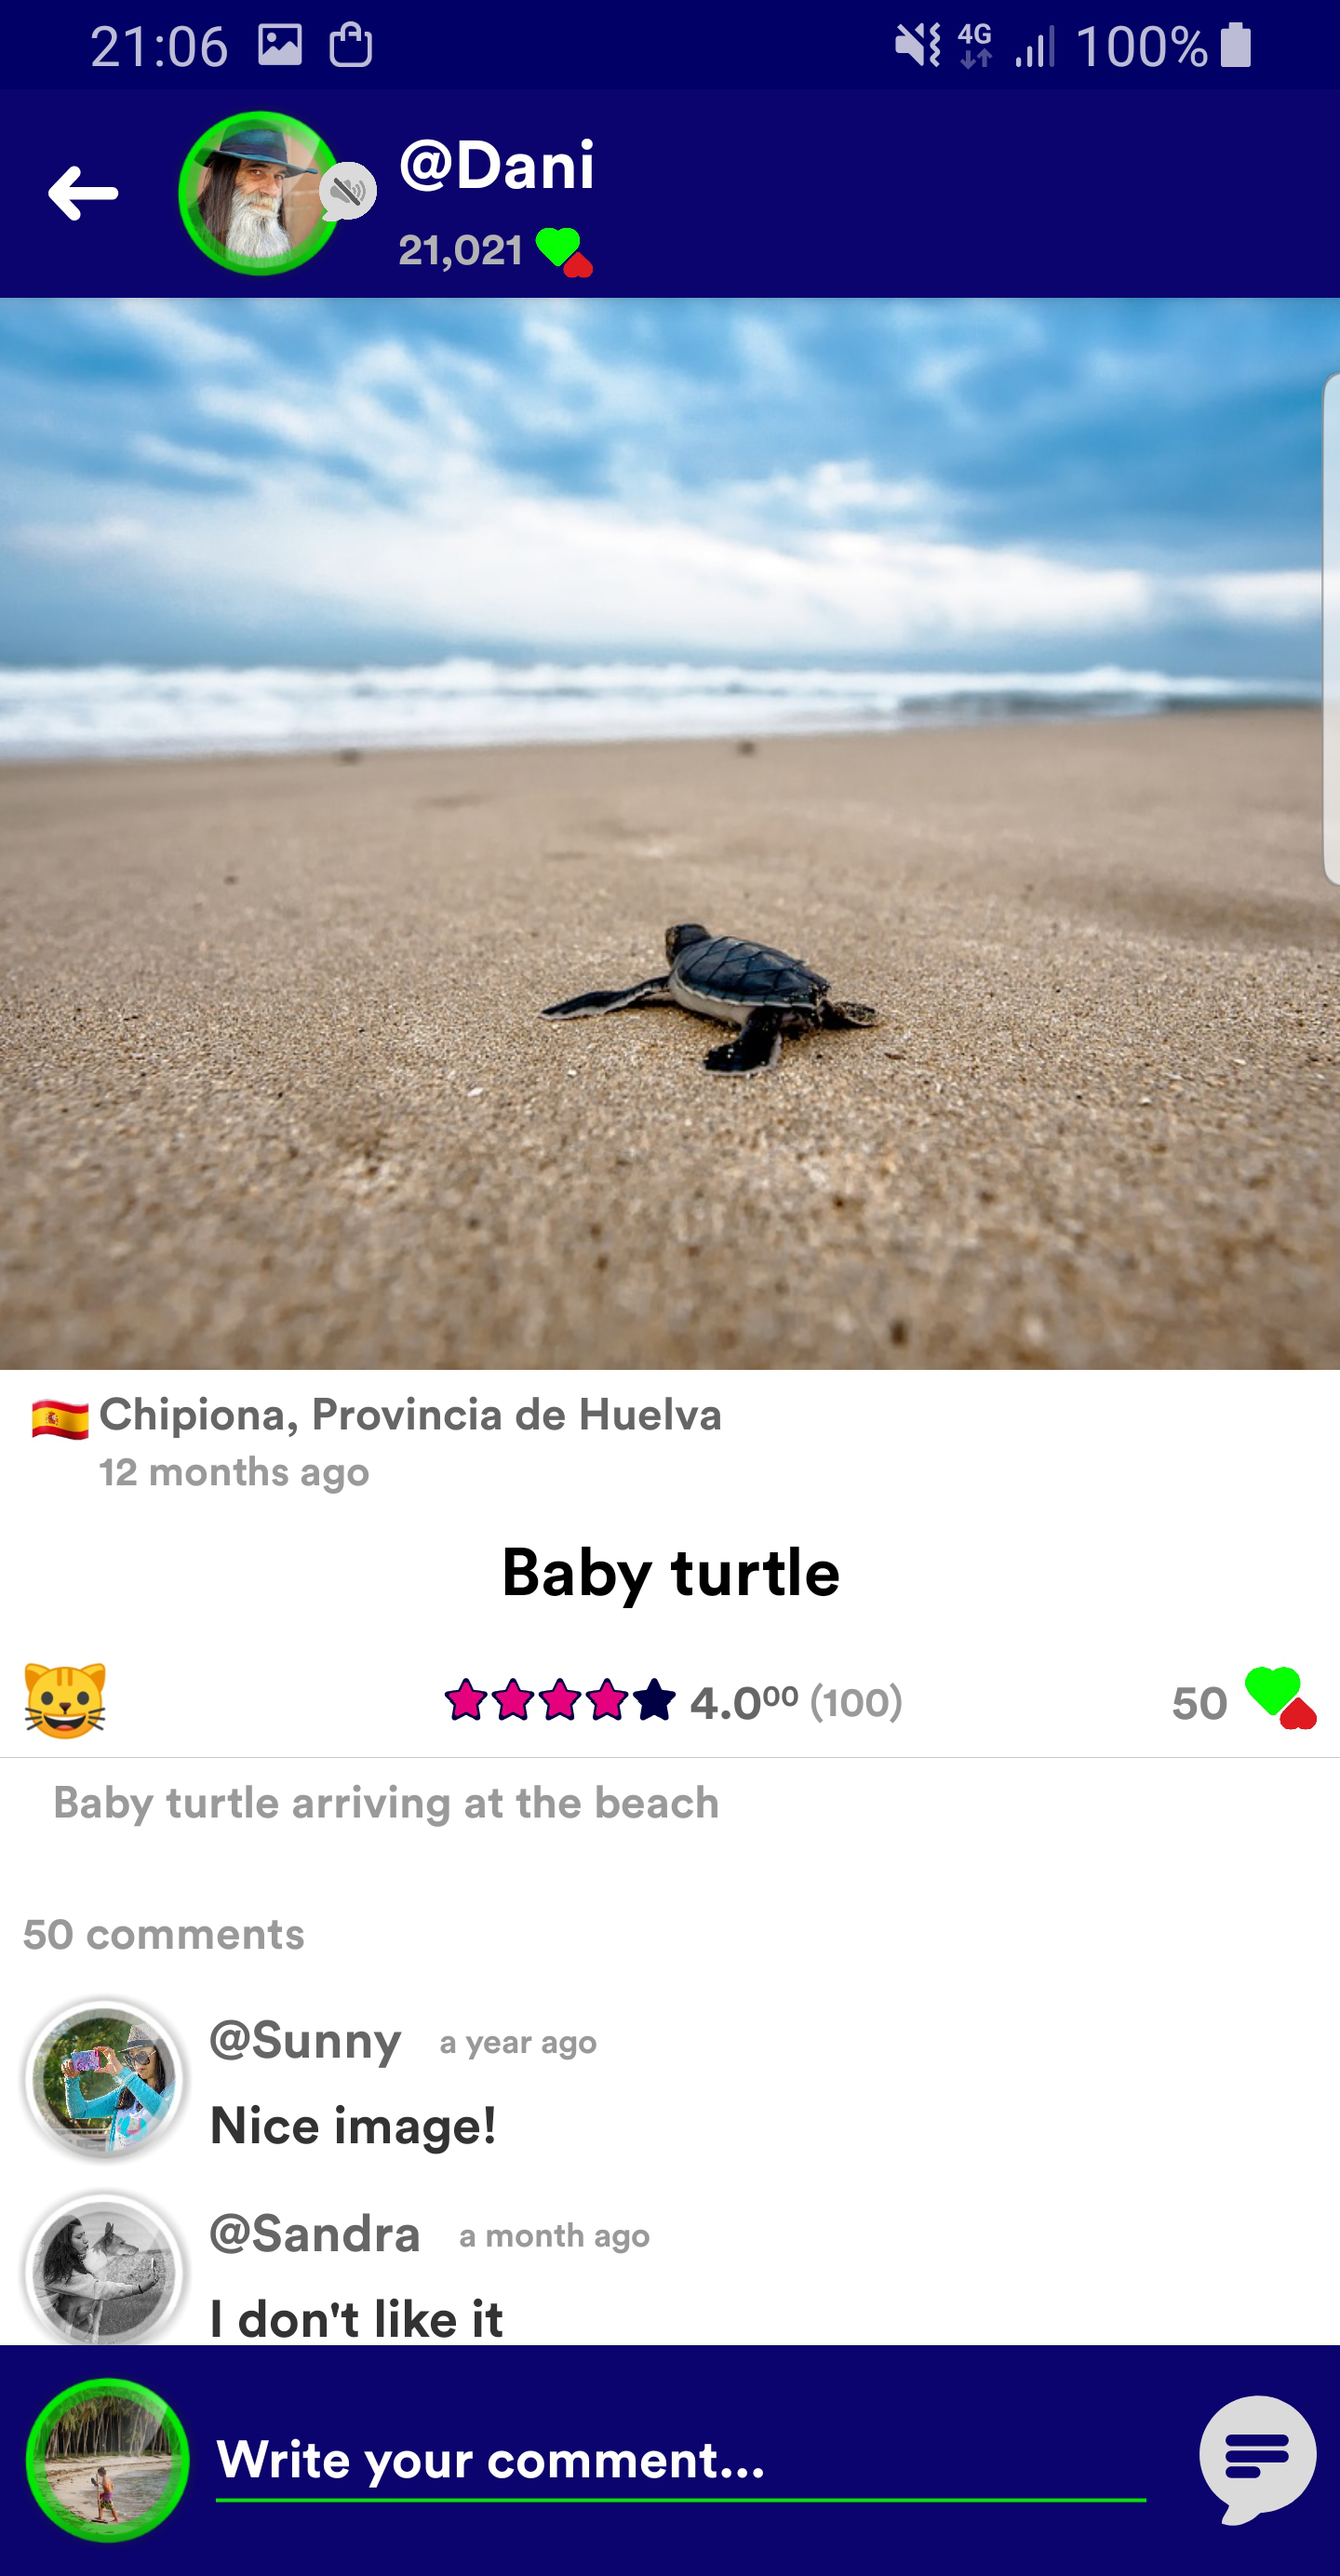 21:06
4G
100%
@Dani
21,021
Chipiona, Provincia de Huelva
12 months ago
Baby turtle
4.0⁰⁰ (100)
50
Baby turtle arriving at the beach
50 comments
@Sunny a year ago
Nice image!
@Sandra a month ago
I don't like it
Write your comment...